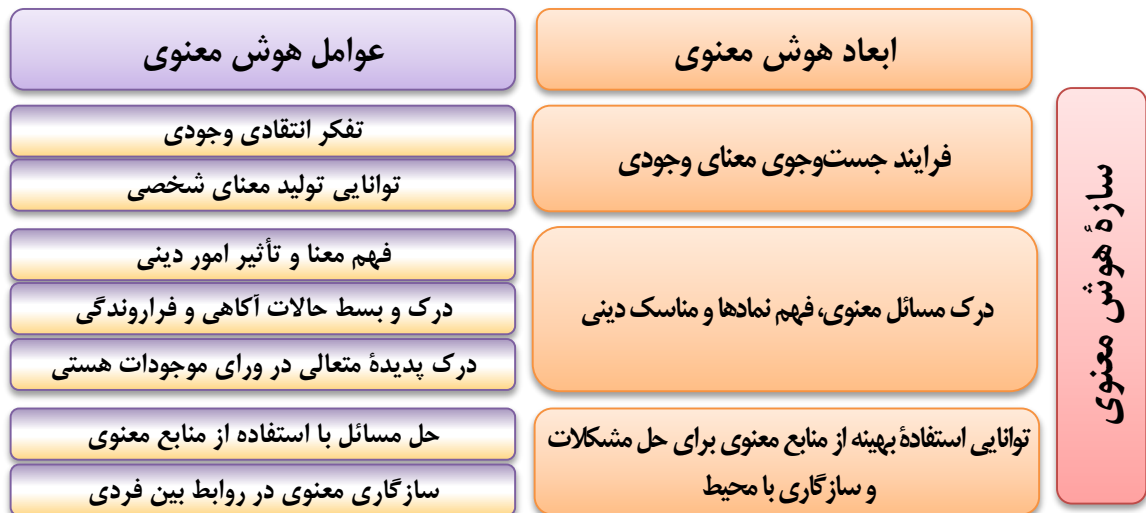 سازهٔ هوش معنوی
ابعاد هوش معنوی
عوامل هوش معنوی
فرایند جست‌وجوی معنای وجودی
تفکر انتقادی وجودی
توانایی تولید معنای شخصی
درک مسائل معنوی، فهم نمادها و مناسک دینی
فهم معنا و تأثیر امور دینی
درک و بسط حالات آگاهی و فراروندگی
درک پدیدهٔ متعالی در ورای موجودات هستی
توانایی استفادهٔ بهینه از منابع معنوی برای حل مشکلات
و سازگاری با محیط
حل مسائل با استفاده از منابع معنوی
سازگاری معنوی در روابط بین فردی